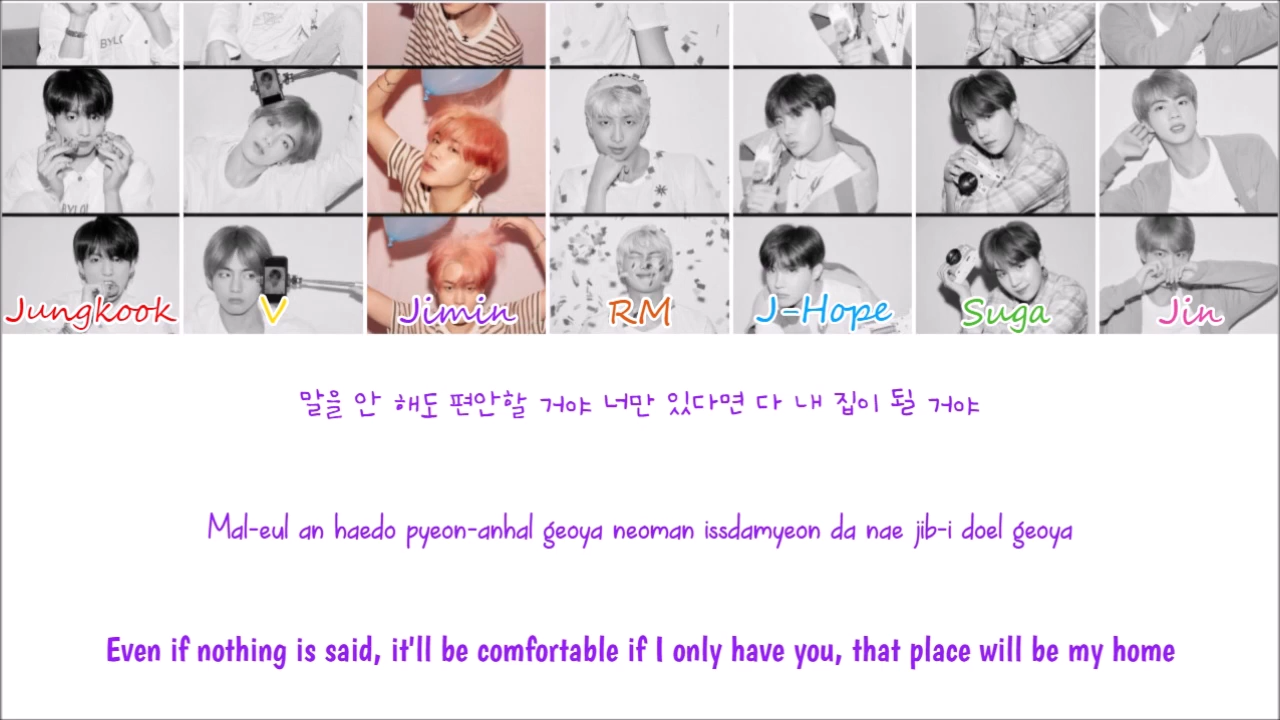 BYLO
BYLOL
Jungkook V Jimin RM J-Hope Suga Jin
말을 안 해도 편안할 거야 너만 있다면 다 내 집이 될 거야
Mal-eul an haedo pyeon-anhal geoya neoman issdamyeon da nae jib-i doel geoya
Even if nothing is said, it'll be comfortable if I only have you, that place will be my home